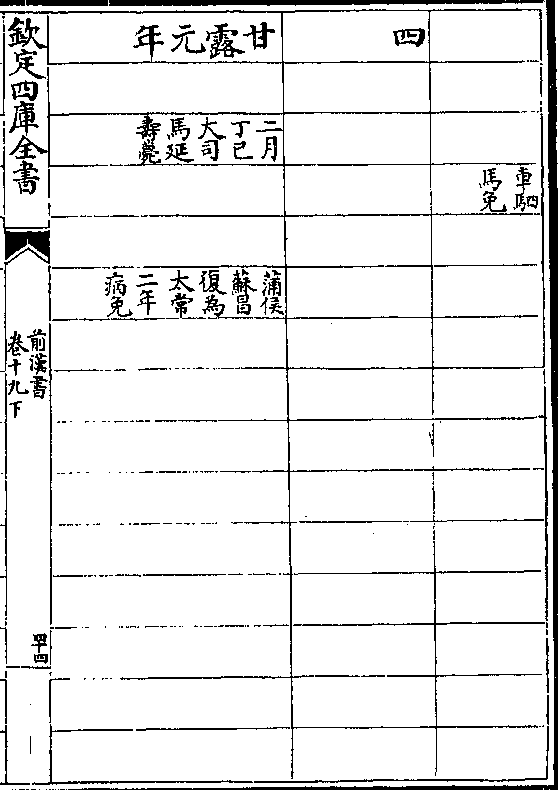 車駟
馬免
四
甘露元年
二月
丁巳
大司
馬延
壽薨
蒲侯
蘇昌
復為
太常
二年
病免
欽定四庫全書
前漢書
卷十九下
四十四